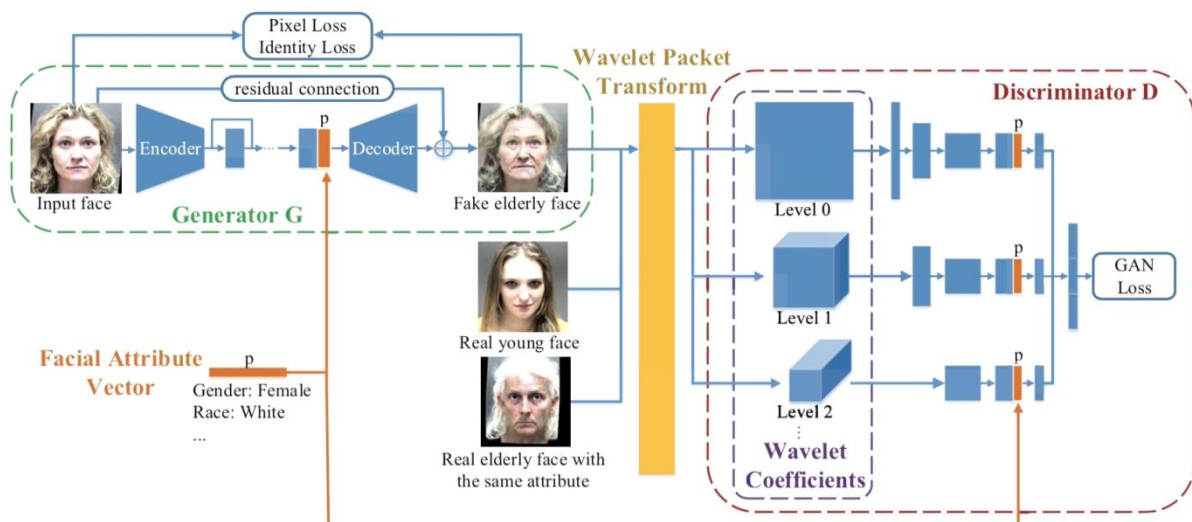 Pixel Loss
Identity Loss
Wavelet Packet
Transform
Discriminator D
residual connection
p
Encoder
...
Decoder
Input face
Fake elderly face
Generator G
Level 0
p
Real young face
Level 1
p
GAN
Loss
Facial Attribute
Vector
p
Gender: Female
Race: White
...
Real elderly face with
the same attribute
Level 2
...
p
Wavelet
Coefficients